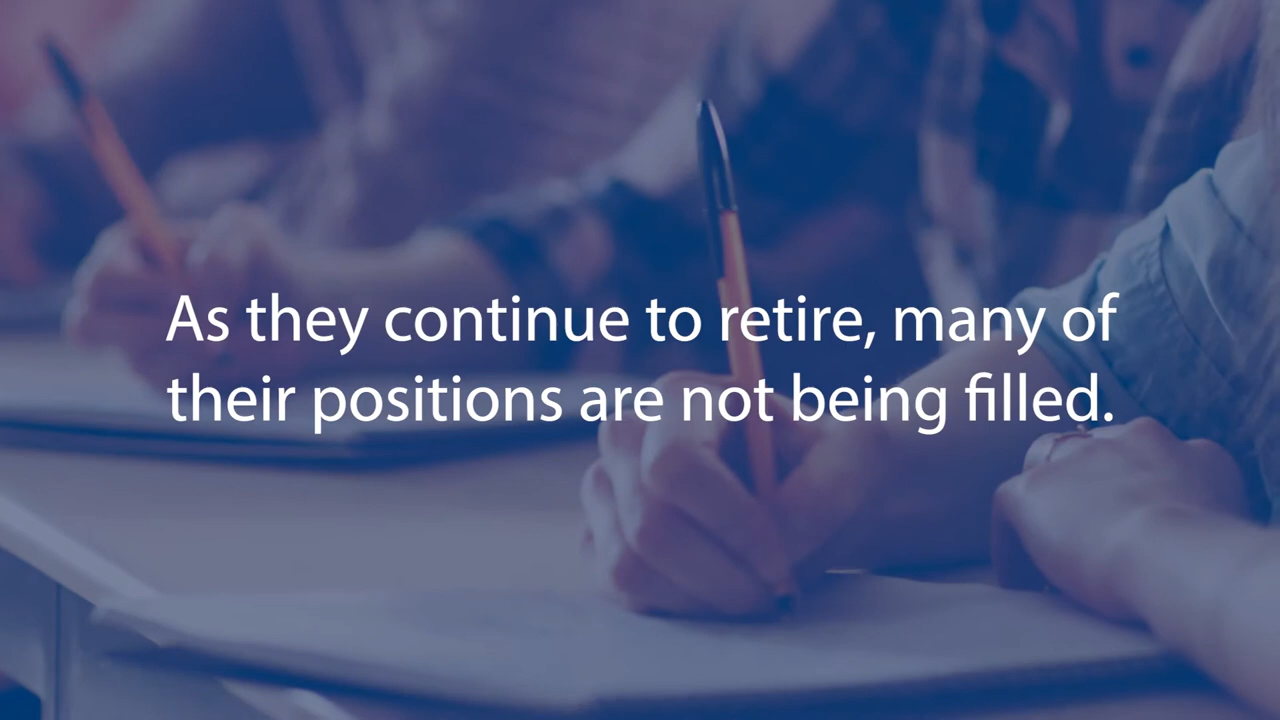 As they continue to retire, many of
their positions are not being filled.